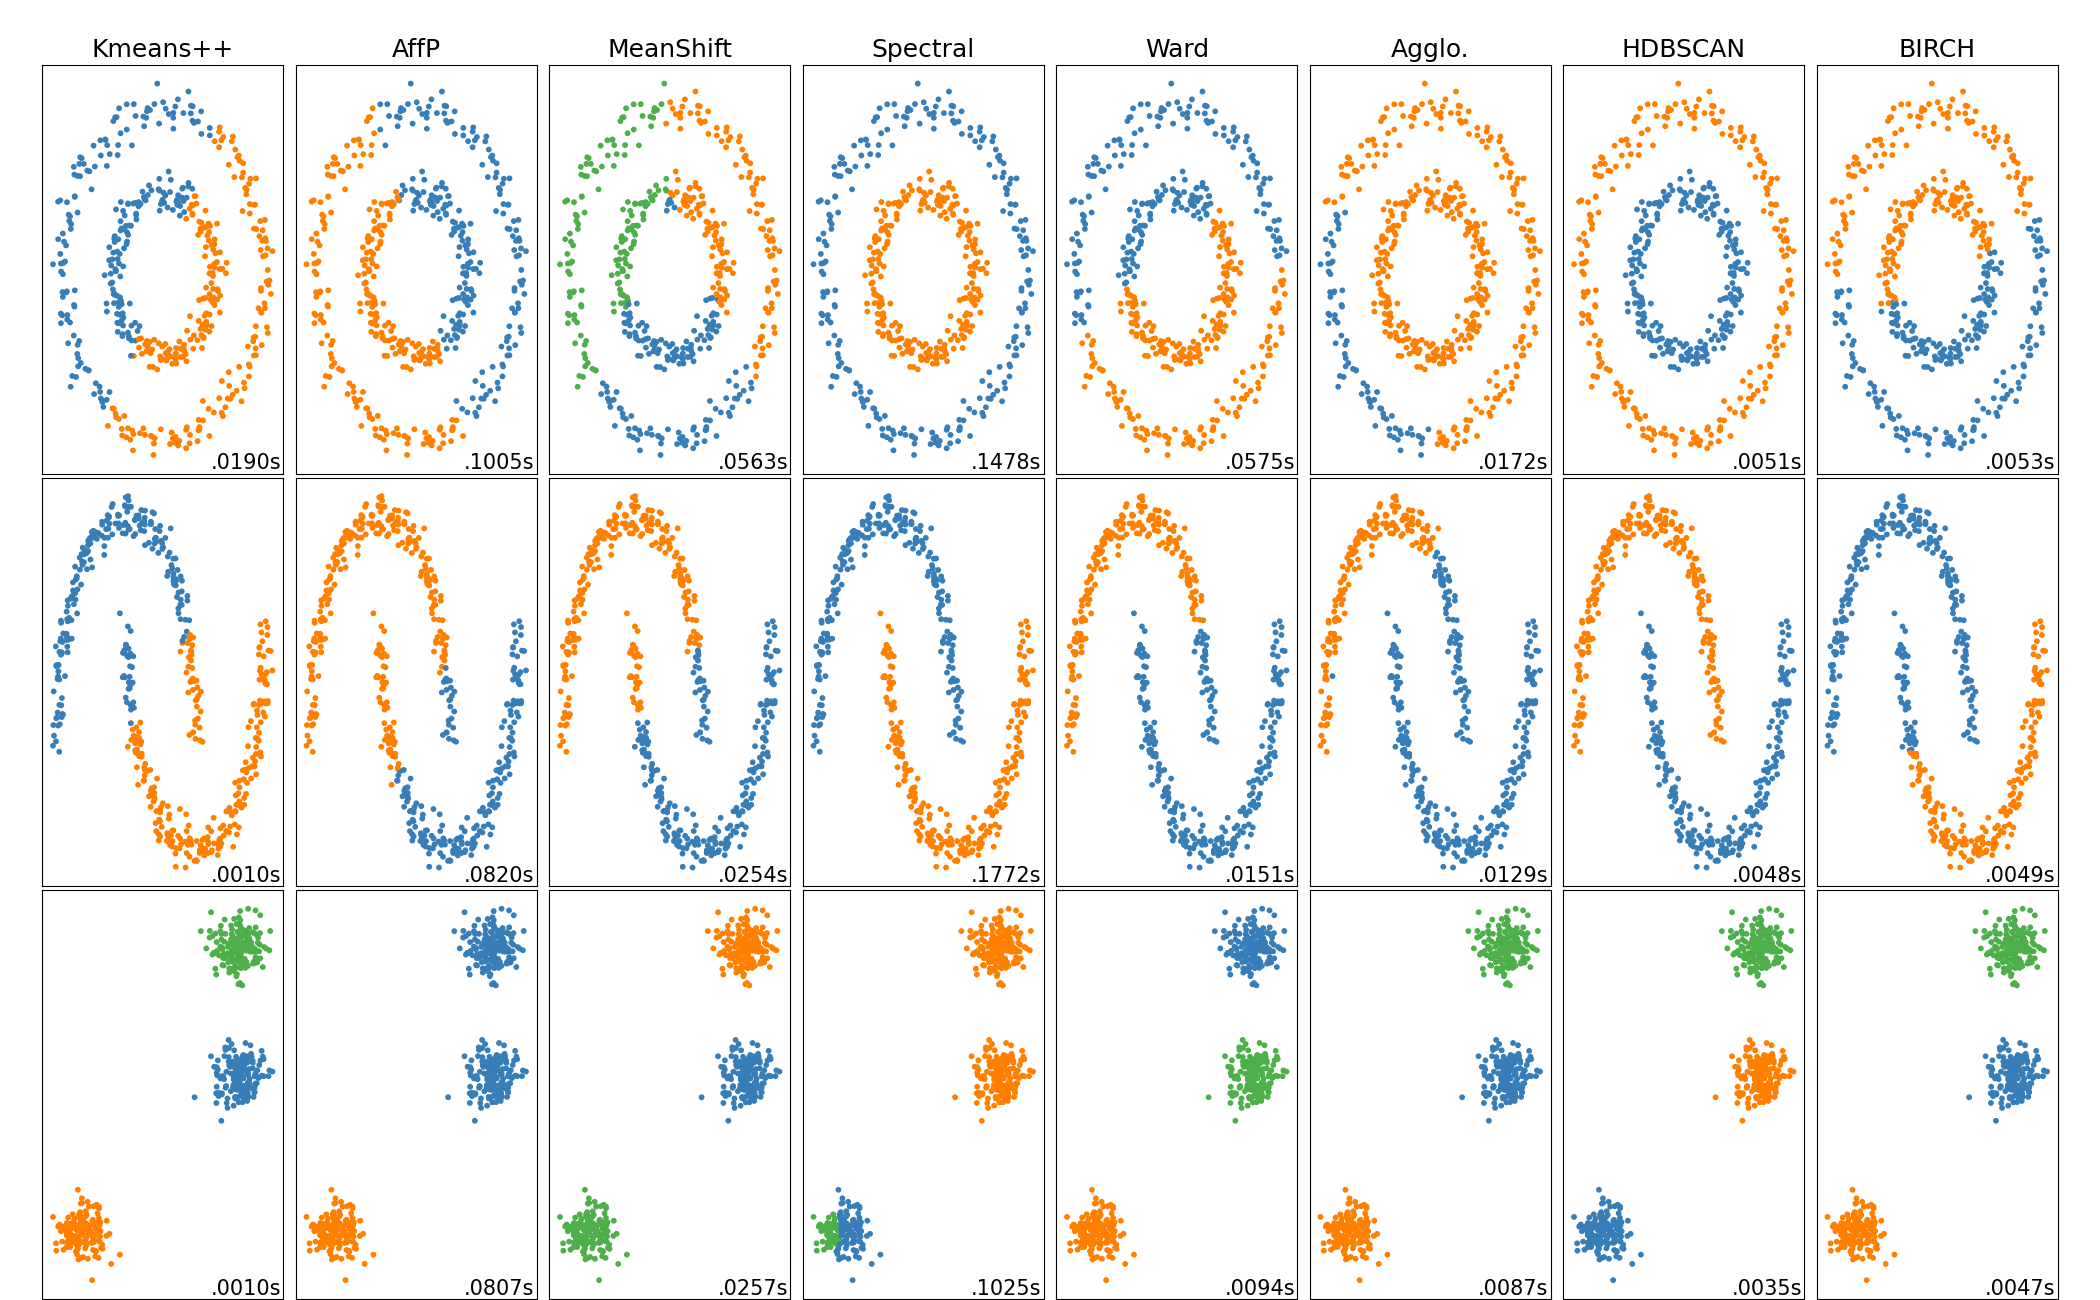 Kmeans++ AffP MeanShift Spectral Ward Agglo. HDBSCAN BIRCH
.0190s .1005s .0563s .1478s .0575s .0172s .0051s .0053s
.0010s .0820s .0254s .1772s .0151s .0129s .0048s .0049s
.0010s .0807s .0257s .1025s .0094s .0087s .0035s .0047s